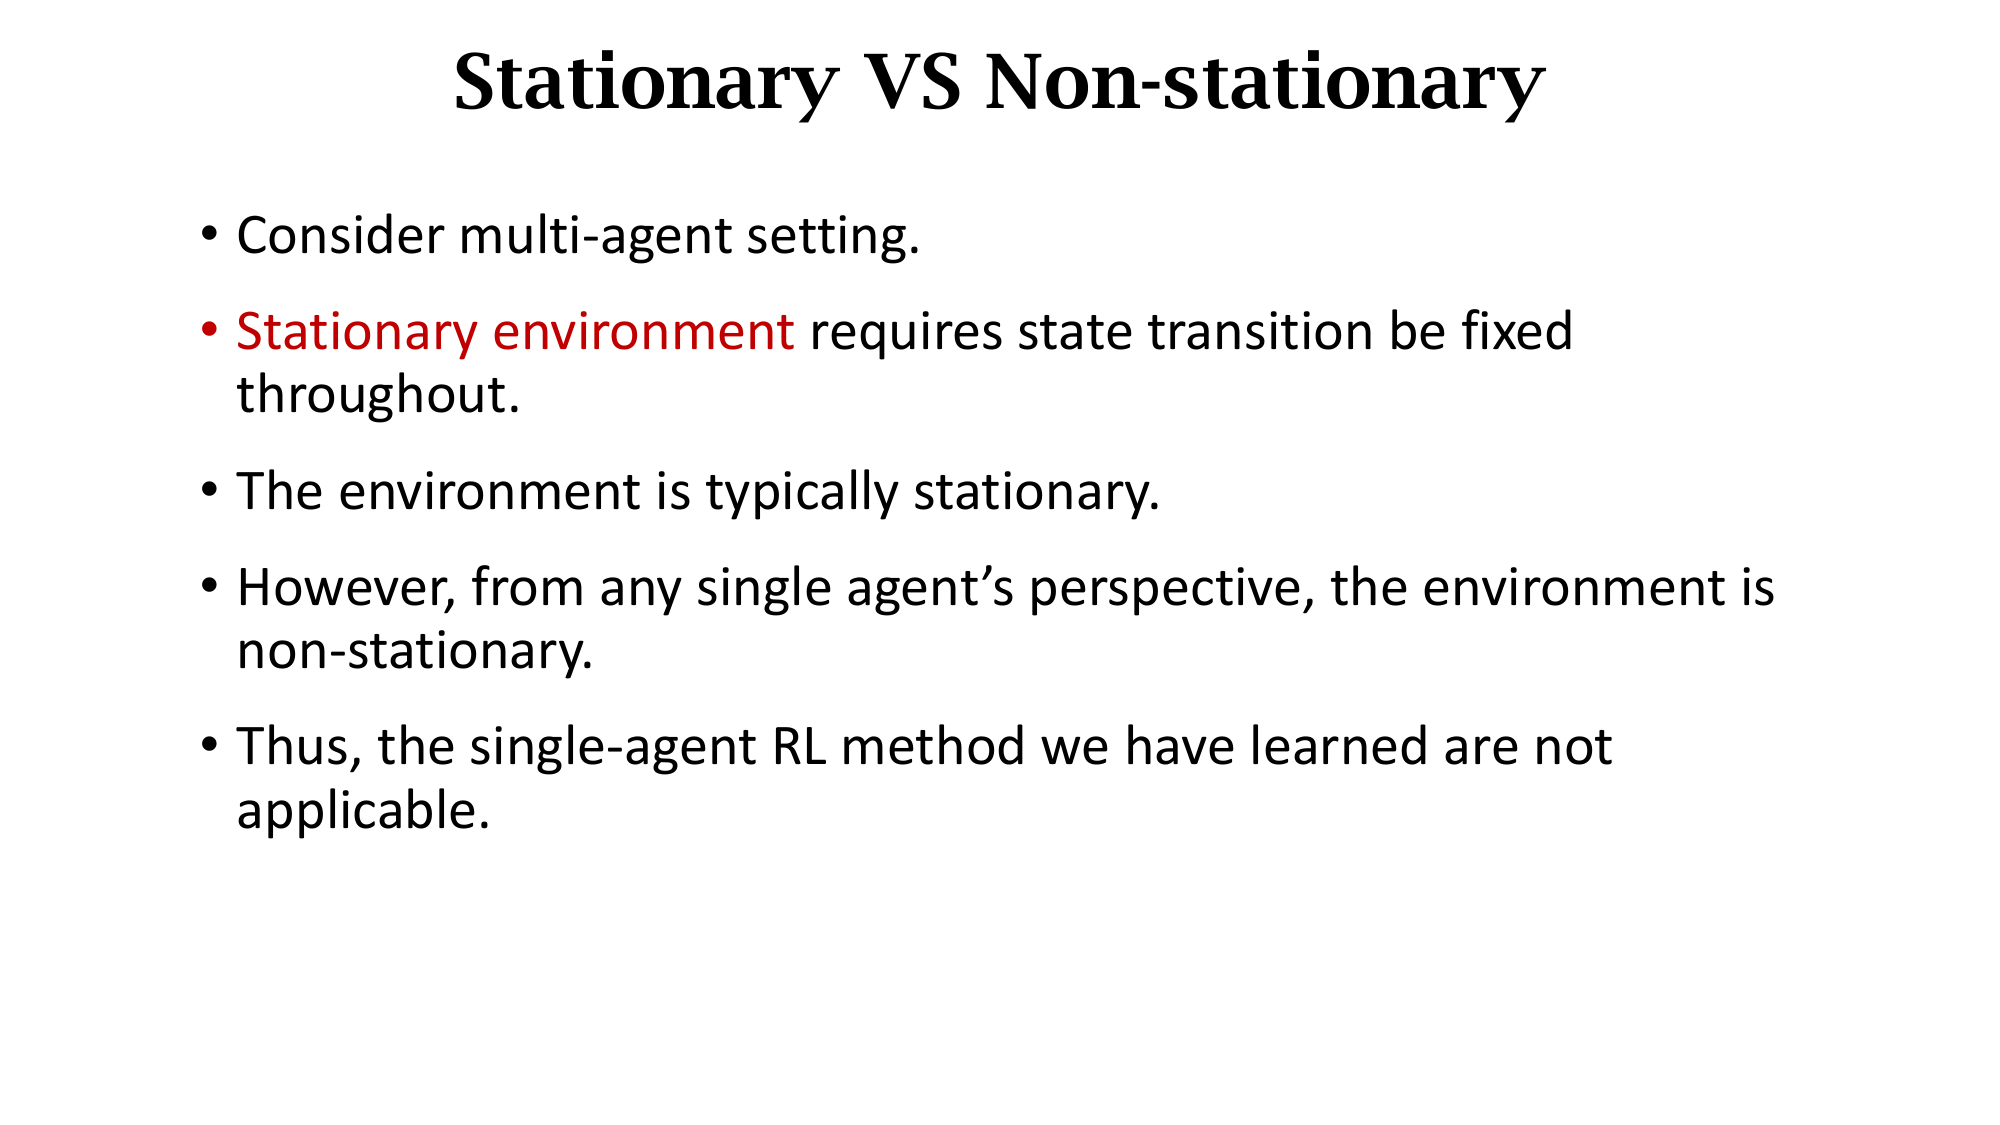 Stationary VS Non-stationary
• Consider multi-agent setting.
• Stationary environment requires state transition be fixed
throughout.
• The environment is typically stationary.
• However, from any single agent’s perspective, the environment is
non-stationary.
• Thus, the single-agent RL method we have learned are not
applicable.